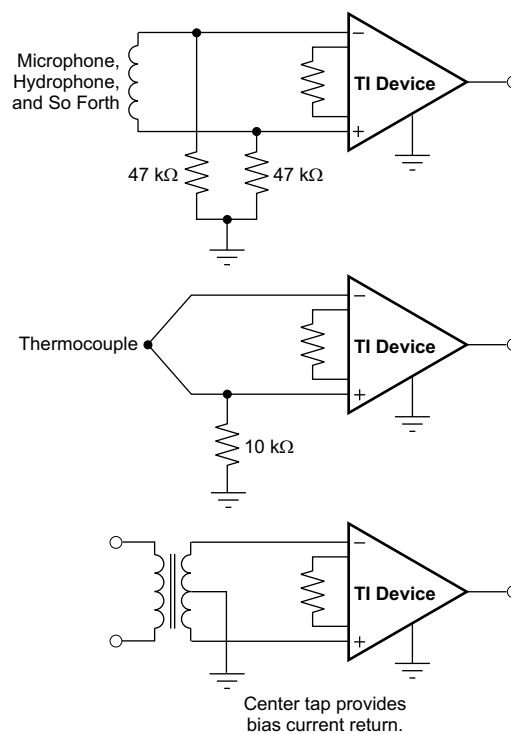 Microphone,
Hydrophone,
and So Forth
−
TI Device
+
47 kΩ
47 kΩ
Thermocouple
−
TI Device
+
10 kΩ
−
TI Device
+
Center tap provides
bias current return.